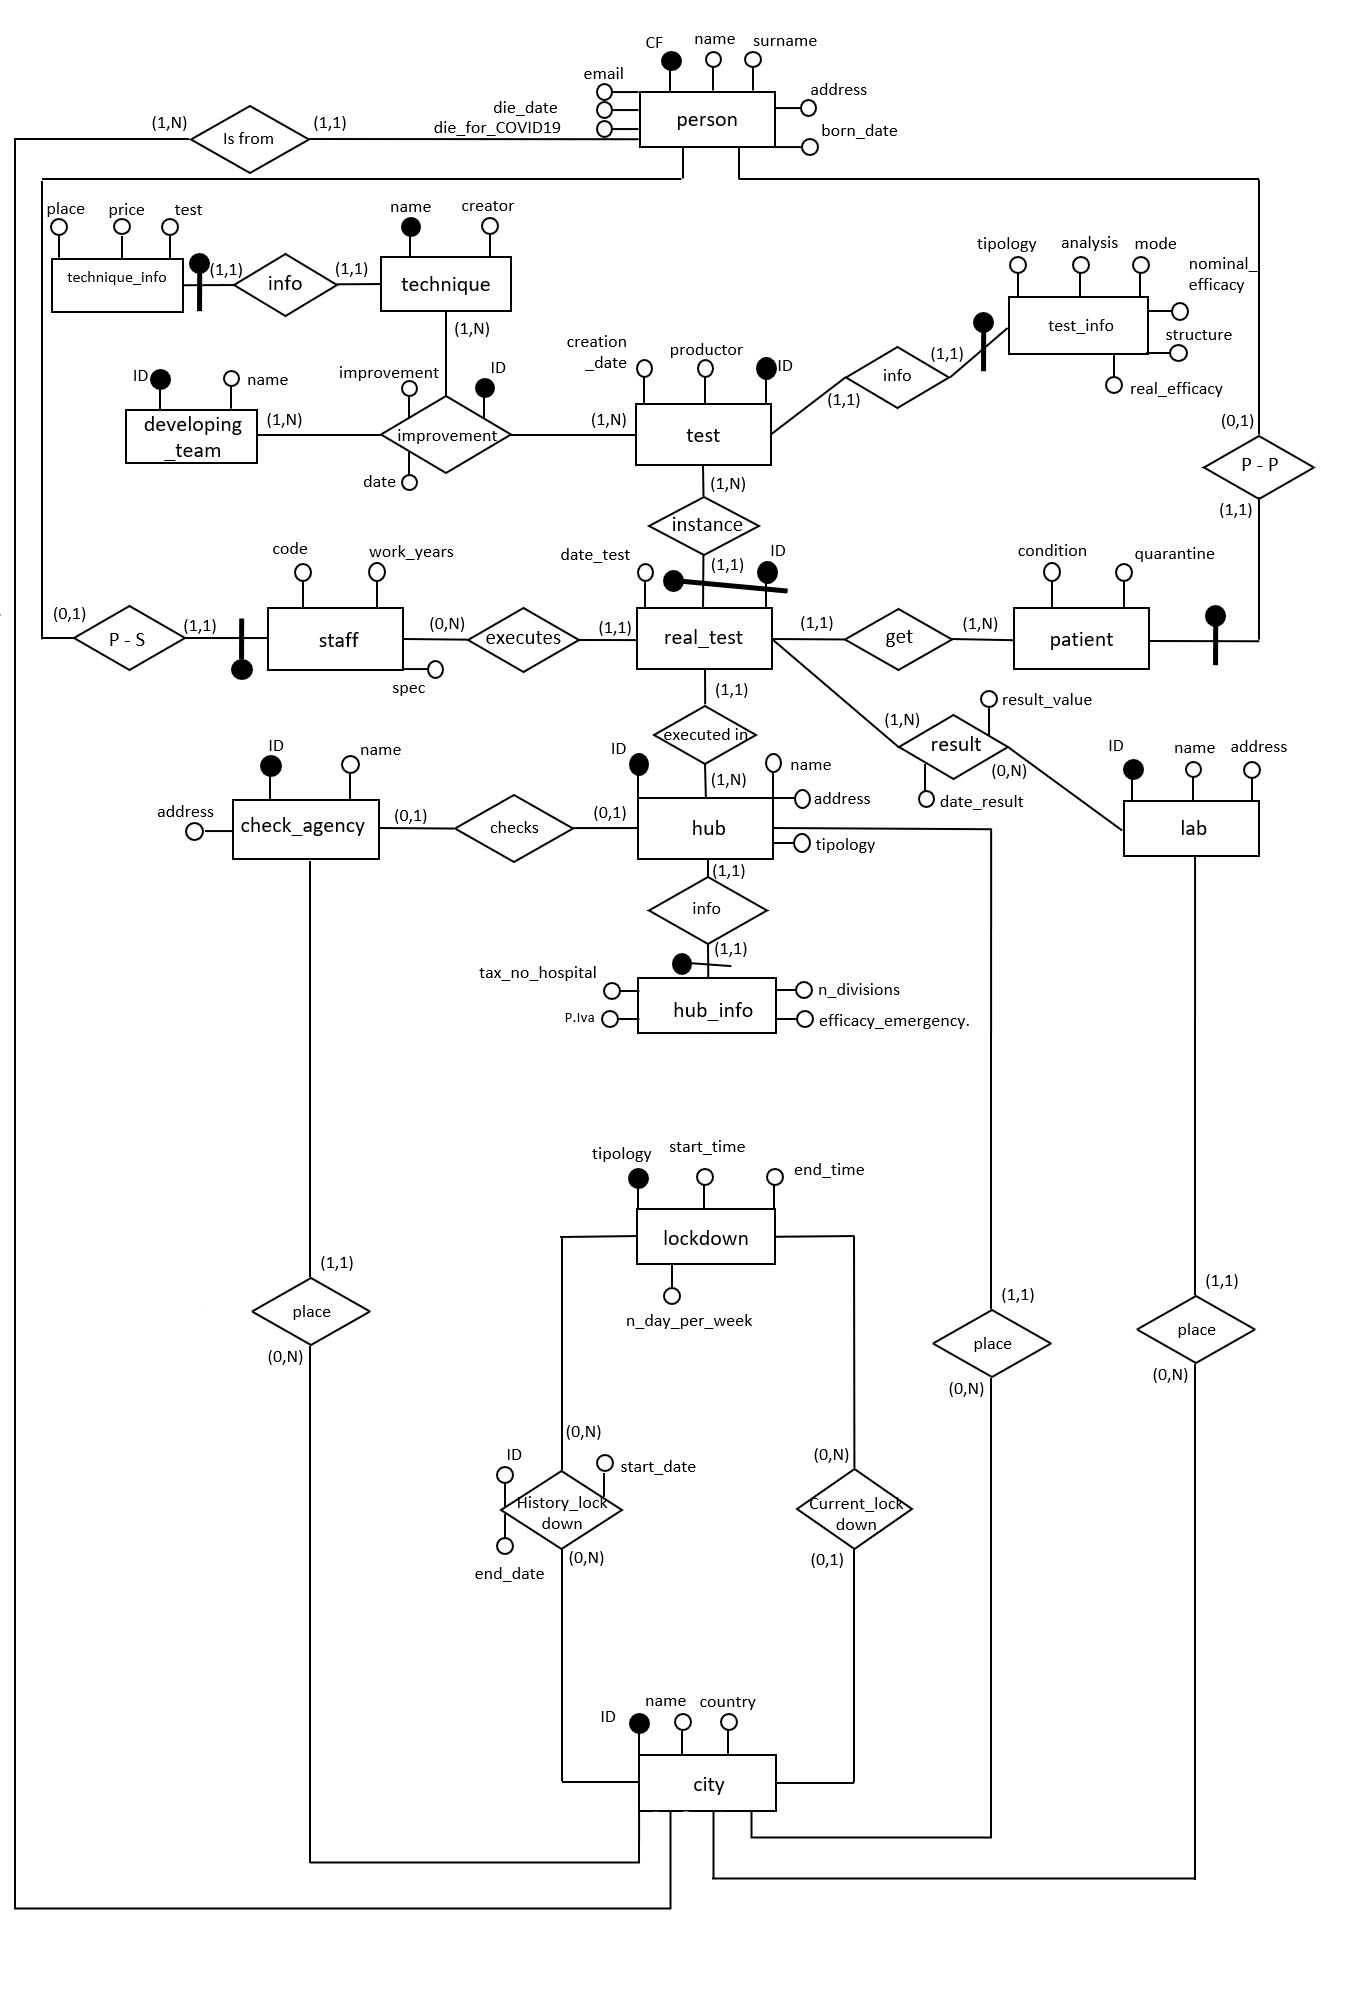 CF
name
surname
email
address
die_date
die_for_COVID19
person
born_date
(1,N)
Is from
(1,1)
place
price
test
name
creator
technique_info
(1,1)
info
(1,1)
technique
(1,N)
tipology
analysis
mode
nominal_
efficacy
test_info
structure
real_efficacy
creation
_date
productor
ID
info
(1,1)
(1,1)
ID
name
improvement
ID
developing
_team
(1,N)
improvement
(1,N)
test
date
(0,1)
P - P
(1,1)
(1,N)
instance
(1,1)
code
work_years
date_test
ID
condition
quarantine
(0,1)
P - S
(1,1)
staff
(0,N)
executes
(1,1)
real_test
(1,1)
get
(1,N)
patient
spec
(1,1)
executed in
(1,N)
(1,N)
result
result_value
(0,N)
date_result
ID
name
address
check_agency
(0,1)
checks
(0,1)
ID
name
address
hub
tipology
ID
name
address
lab
(1,1)
info
(1,1)
tax_no_hospital
n_divisions
P.Iva
hub_info
efficacy_emergency.
tipology
start_time
end_time
lockdown
n_day_per_week
(1,1)
place
(0,N)
(1,1)
place
(0,N)
(1,1)
place
(0,N)
(0,N)
ID
start_date
History_lock
down
(0,N)
end_date
(0,N)
Current_lock
down
(0,1)
ID
name
country
city